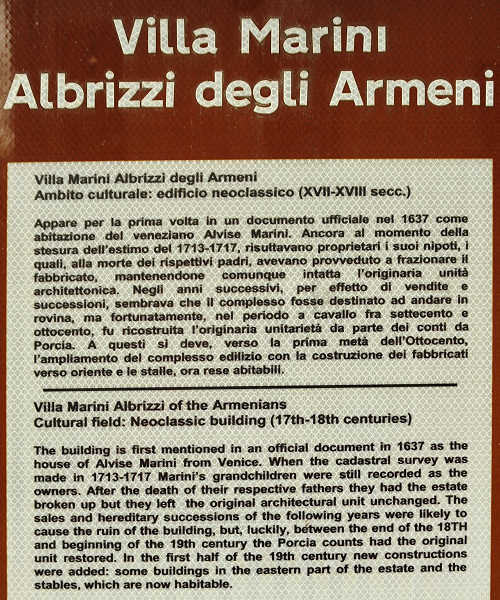 Villa Marini
Albrizzi degli Armeni
Villa Marini Albrizzi degli Armeni
Ambito culturale: edificio neoclassico (XVII-XVIII secc.)
Appare per la prima volta in un documento ufficiale nel 1637 come
abitazione del veneziano Alvise Marini. Ancora al momento della
stesura dell'estimo del 1713-1717, risultavano proprietari i suoi nipoti, i
quali, alla morte dei rispettivi padri, avevano provveduto a frazionare il
fabbricato, mantenendone comunque intatta l'originaria unità
architettonica. Negli anni successivi, per effetto di vendite e
successioni, sembrava che il complesso fosse destinato ad andare in
rovina, ma fortunatamente, nel periodo a cavallo fra settecento e
ottocento, fu ricostruita l'originaria unitarietà da parte dei conti da
Porcia. A questi si deve, verso la prima metà dell'Ottocento,
l'ampliamento del complesso edilizio con la costruzione dei fabbricati
verso oriente e le stalle, ora rese abitabili.
Villa Marini Albrizzi of the Armenians
Cultural field: Neoclassic building (17th-18th centuries)
The building is first mentioned in an official document in 1637 as the
house of Alvise Marini from Venice. When the cadastral survey was
made in 1713-1717 Marini's grandchildren were still recorded as the
owners. After the death of their respective fathers they had the estate
broken up but they left the original architectural unit unchanged. The
sales and hereditary successions of the following years were likely to
cause the ruin of the building, but, luckily, between the end of the 18TH
and beginning of the 19th century the Porcia counts had the original
unit restored. In the first half of the 19th century new constructions
were added: some buildings in the eastern part of the estate and the
stables, which are now habitable.